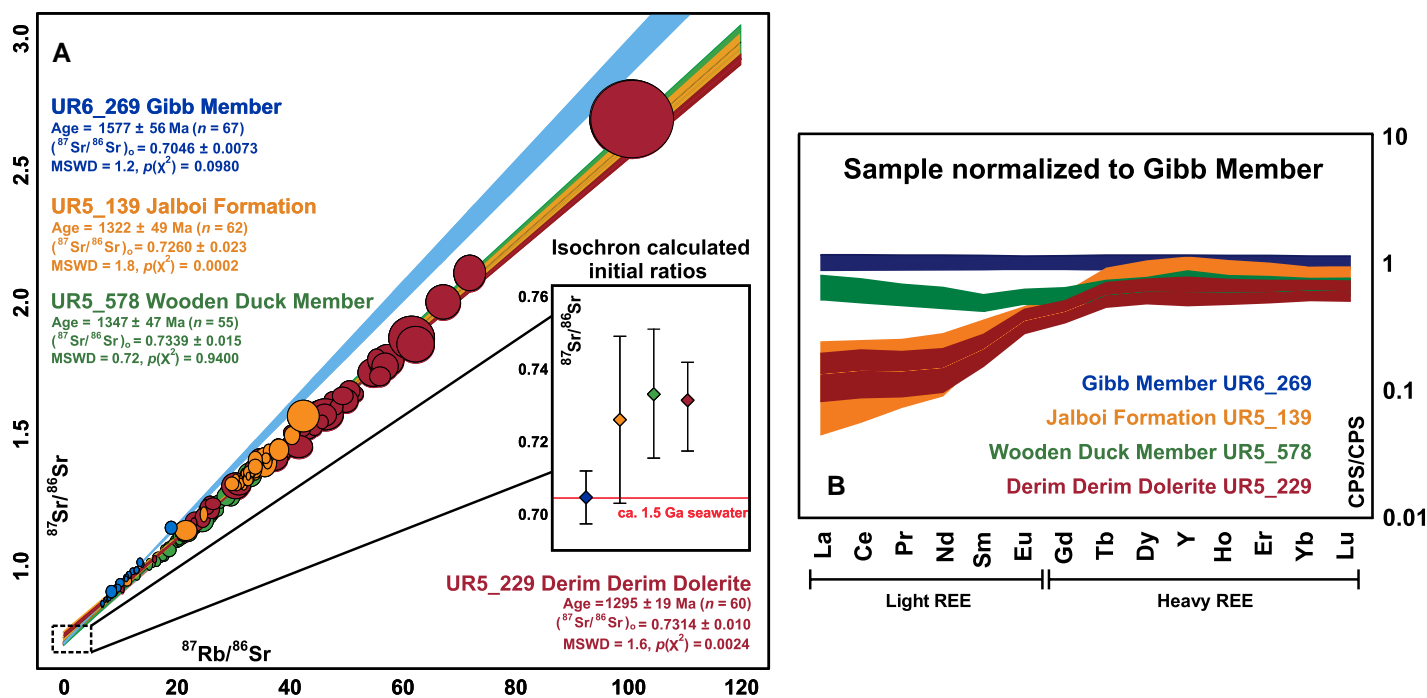 A
3.0
2.5
2.0
1.5
1.0
⁸⁷Sr/⁸⁶Sr
UR6_269 Gibb Member
Age = 1577 ± 56 Ma (n = 67)
(⁸⁷Sr/⁸⁶Sr)ₒ = 0.7046 ± 0.0073
MSWD = 1.2, p(χ²) = 0.0980
UR5_139 Jalboi Formation
Age = 1322 ± 49 Ma (n = 62)
(⁸⁷Sr/⁸⁶Sr)ₒ = 0.7260 ± 0.023
MSWD = 1.8, p(χ²) = 0.0002
UR5_578 Wooden Duck Member
Age = 1347 ± 47 Ma (n = 55)
(⁸⁷Sr/⁸⁶Sr)ₒ = 0.7339 ± 0.015
MSWD = 0.72, p(χ²) = 0.9400
Isochron calculated
initial ratios
0.76
0.74
0.72
0.70
⁸⁷Sr/⁸⁶Sr
ca. 1.5 Ga seawater
UR5_229 Derim Derim Dolerite
Age =1295 ± 19 Ma (n = 60)
(⁸⁷Sr/⁸⁶Sr)ₒ = 0.7314 ± 0.010
MSWD = 1.6, p(χ²) = 0.0024
⁸⁷Rb/⁸⁶Sr
0 20 40 60 80 100 120
Sample normalized to Gibb Member
10
1
0.1
0.01
CPS/CPS
Gibb Member UR6_269
Jalboi Formation UR5_139
Wooden Duck Member UR5_578
Derim Derim Dolerite UR5_229
B
La Ce Pr Nd Sm Eu Gd Tb Dy Y Ho Er Yb Lu
Light REE Heavy REE